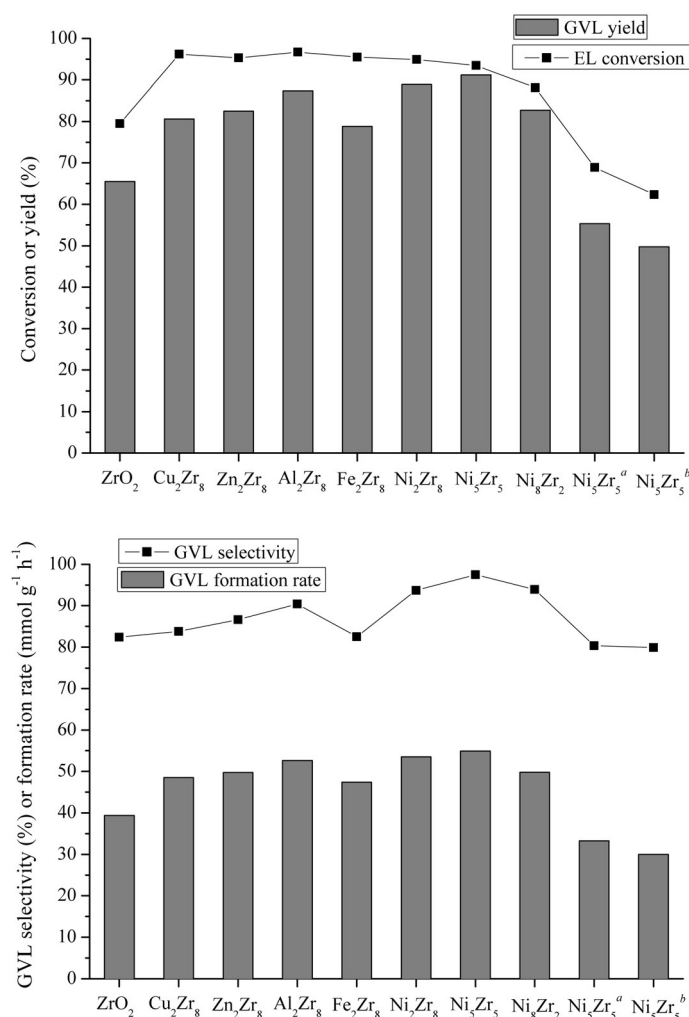 GVL yield
EL conversion
Conversion or yield (%)
100
90
80
70
60
50
40
30
20
10
0
ZrO₂ Cu₂Zr₈ Zn₂Zr₈ Al₂Zr₈ Fe₂Zr₈ Ni₂Zr₈ Ni₅Zr₅ Ni₈Zr₂ Ni₅Zr₅ᵃ Ni₅Zr₅ᵇ
GVL selectivity
GVL formation rate
GVL selectivity (%) or formation rate (mmol g⁻¹ h⁻¹)
100
90
80
70
60
50
40
30
20
10
0
ZrO₂ Cu₂Zr₈ Zn₂Zr₈ Al₂Zr₈ Fe₂Zr₈ Ni₂Zr₈ Ni₅Zr₅ Ni₈Zr₂ Ni₅Zr₅ᵃ Ni₅Zr₅ᵇ